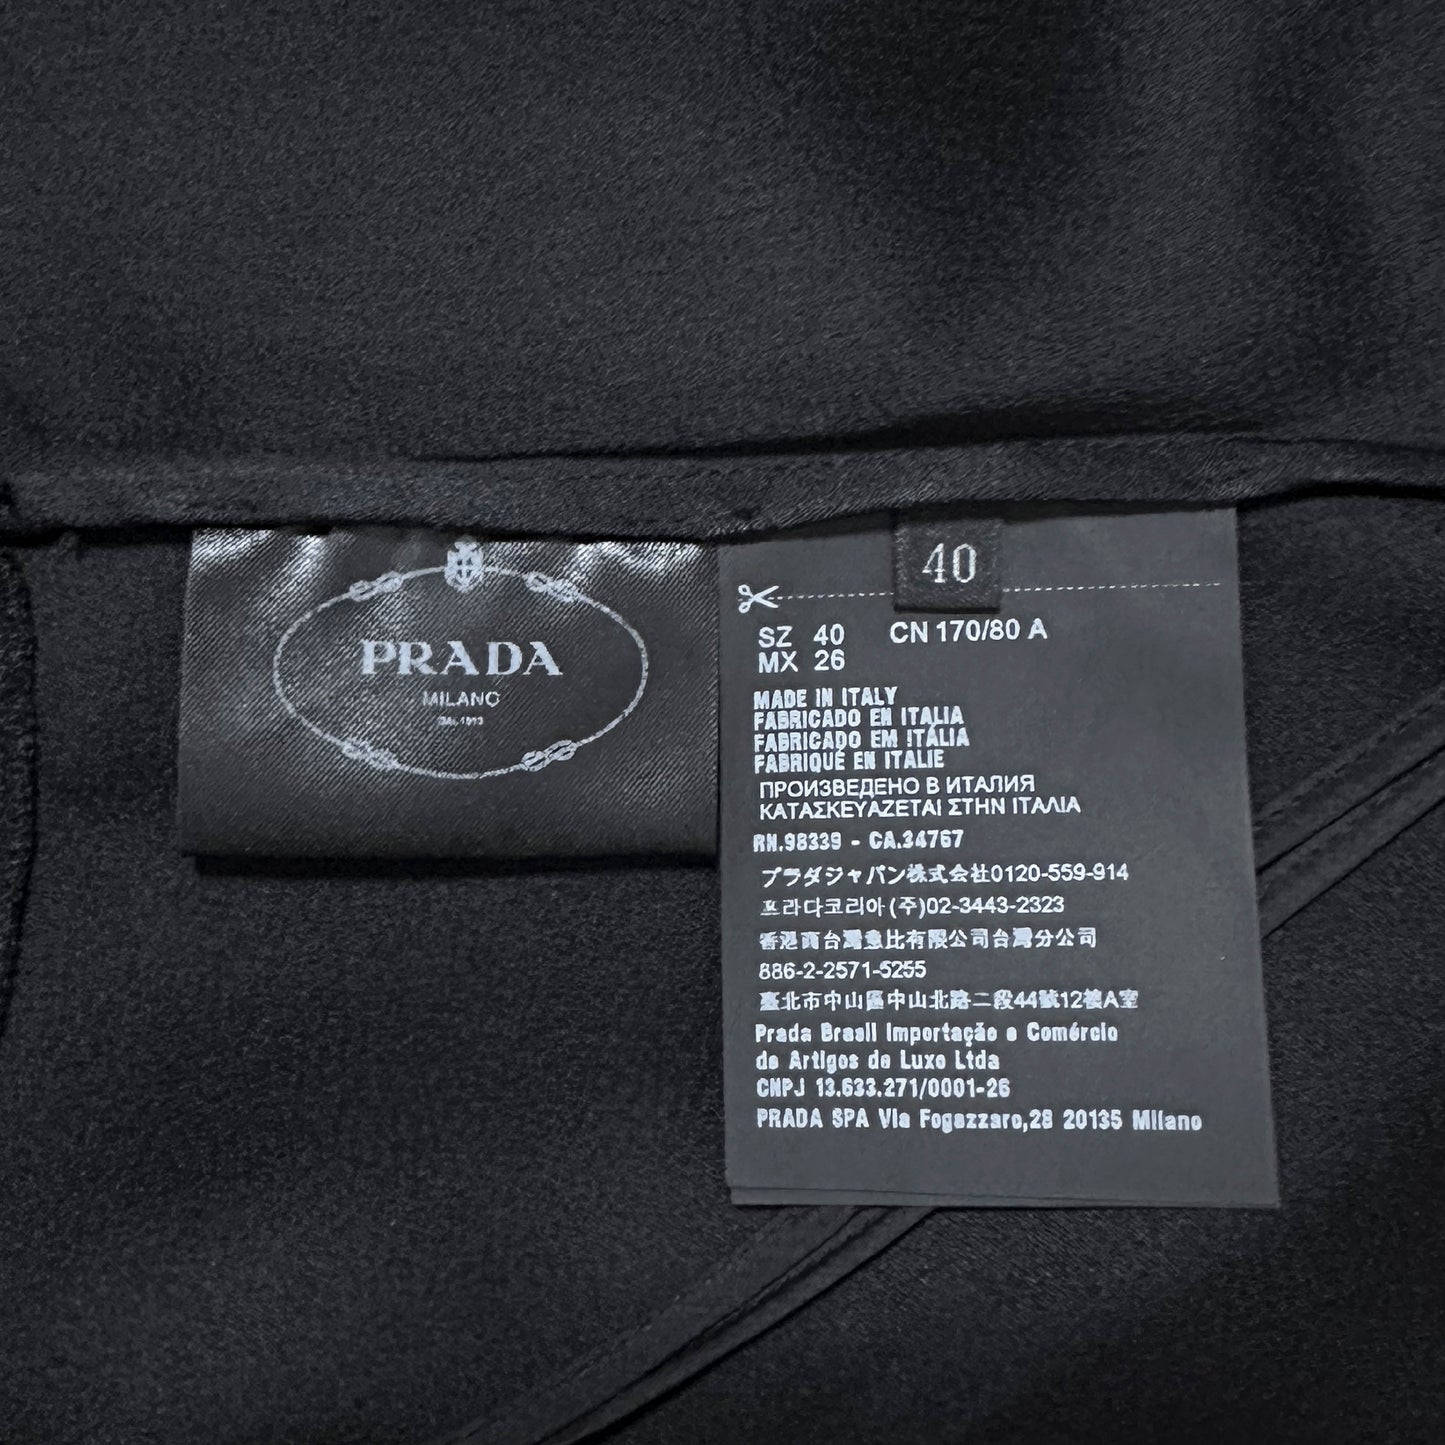 PRADA
MILANO
DAL 1913
40
SZ 40 CN 170/80 A
MX 26
MADE IN ITALY
FABRICADO EN ITALIA
FABRICADO EM ITÁLIA
FABRIQUÉ EN ITALIE
ПРОИЗВЕДЕНО В ИТАЛИЯ
ΚΑΤΑΣΚΕΥΑΖΕΤΑΙ ΣΤΗΝ ΙΤΑΛΙΑ
RN.98339 - CA.34767
プラダジャパン株式会社0120-559-914
프라다코리아(주)02-3443-2323
香港商台灣意比有限公司台灣分公司
886-2-2571-5255
臺北市中山區中山北路二段44號12樓A室
Prada Brasil Importação e Comércio
de Artigos de Luxo Ltda
CNPJ 13.633.271/0001-26
PRADA SPA Via Fogazzaro,28 20135 Milano